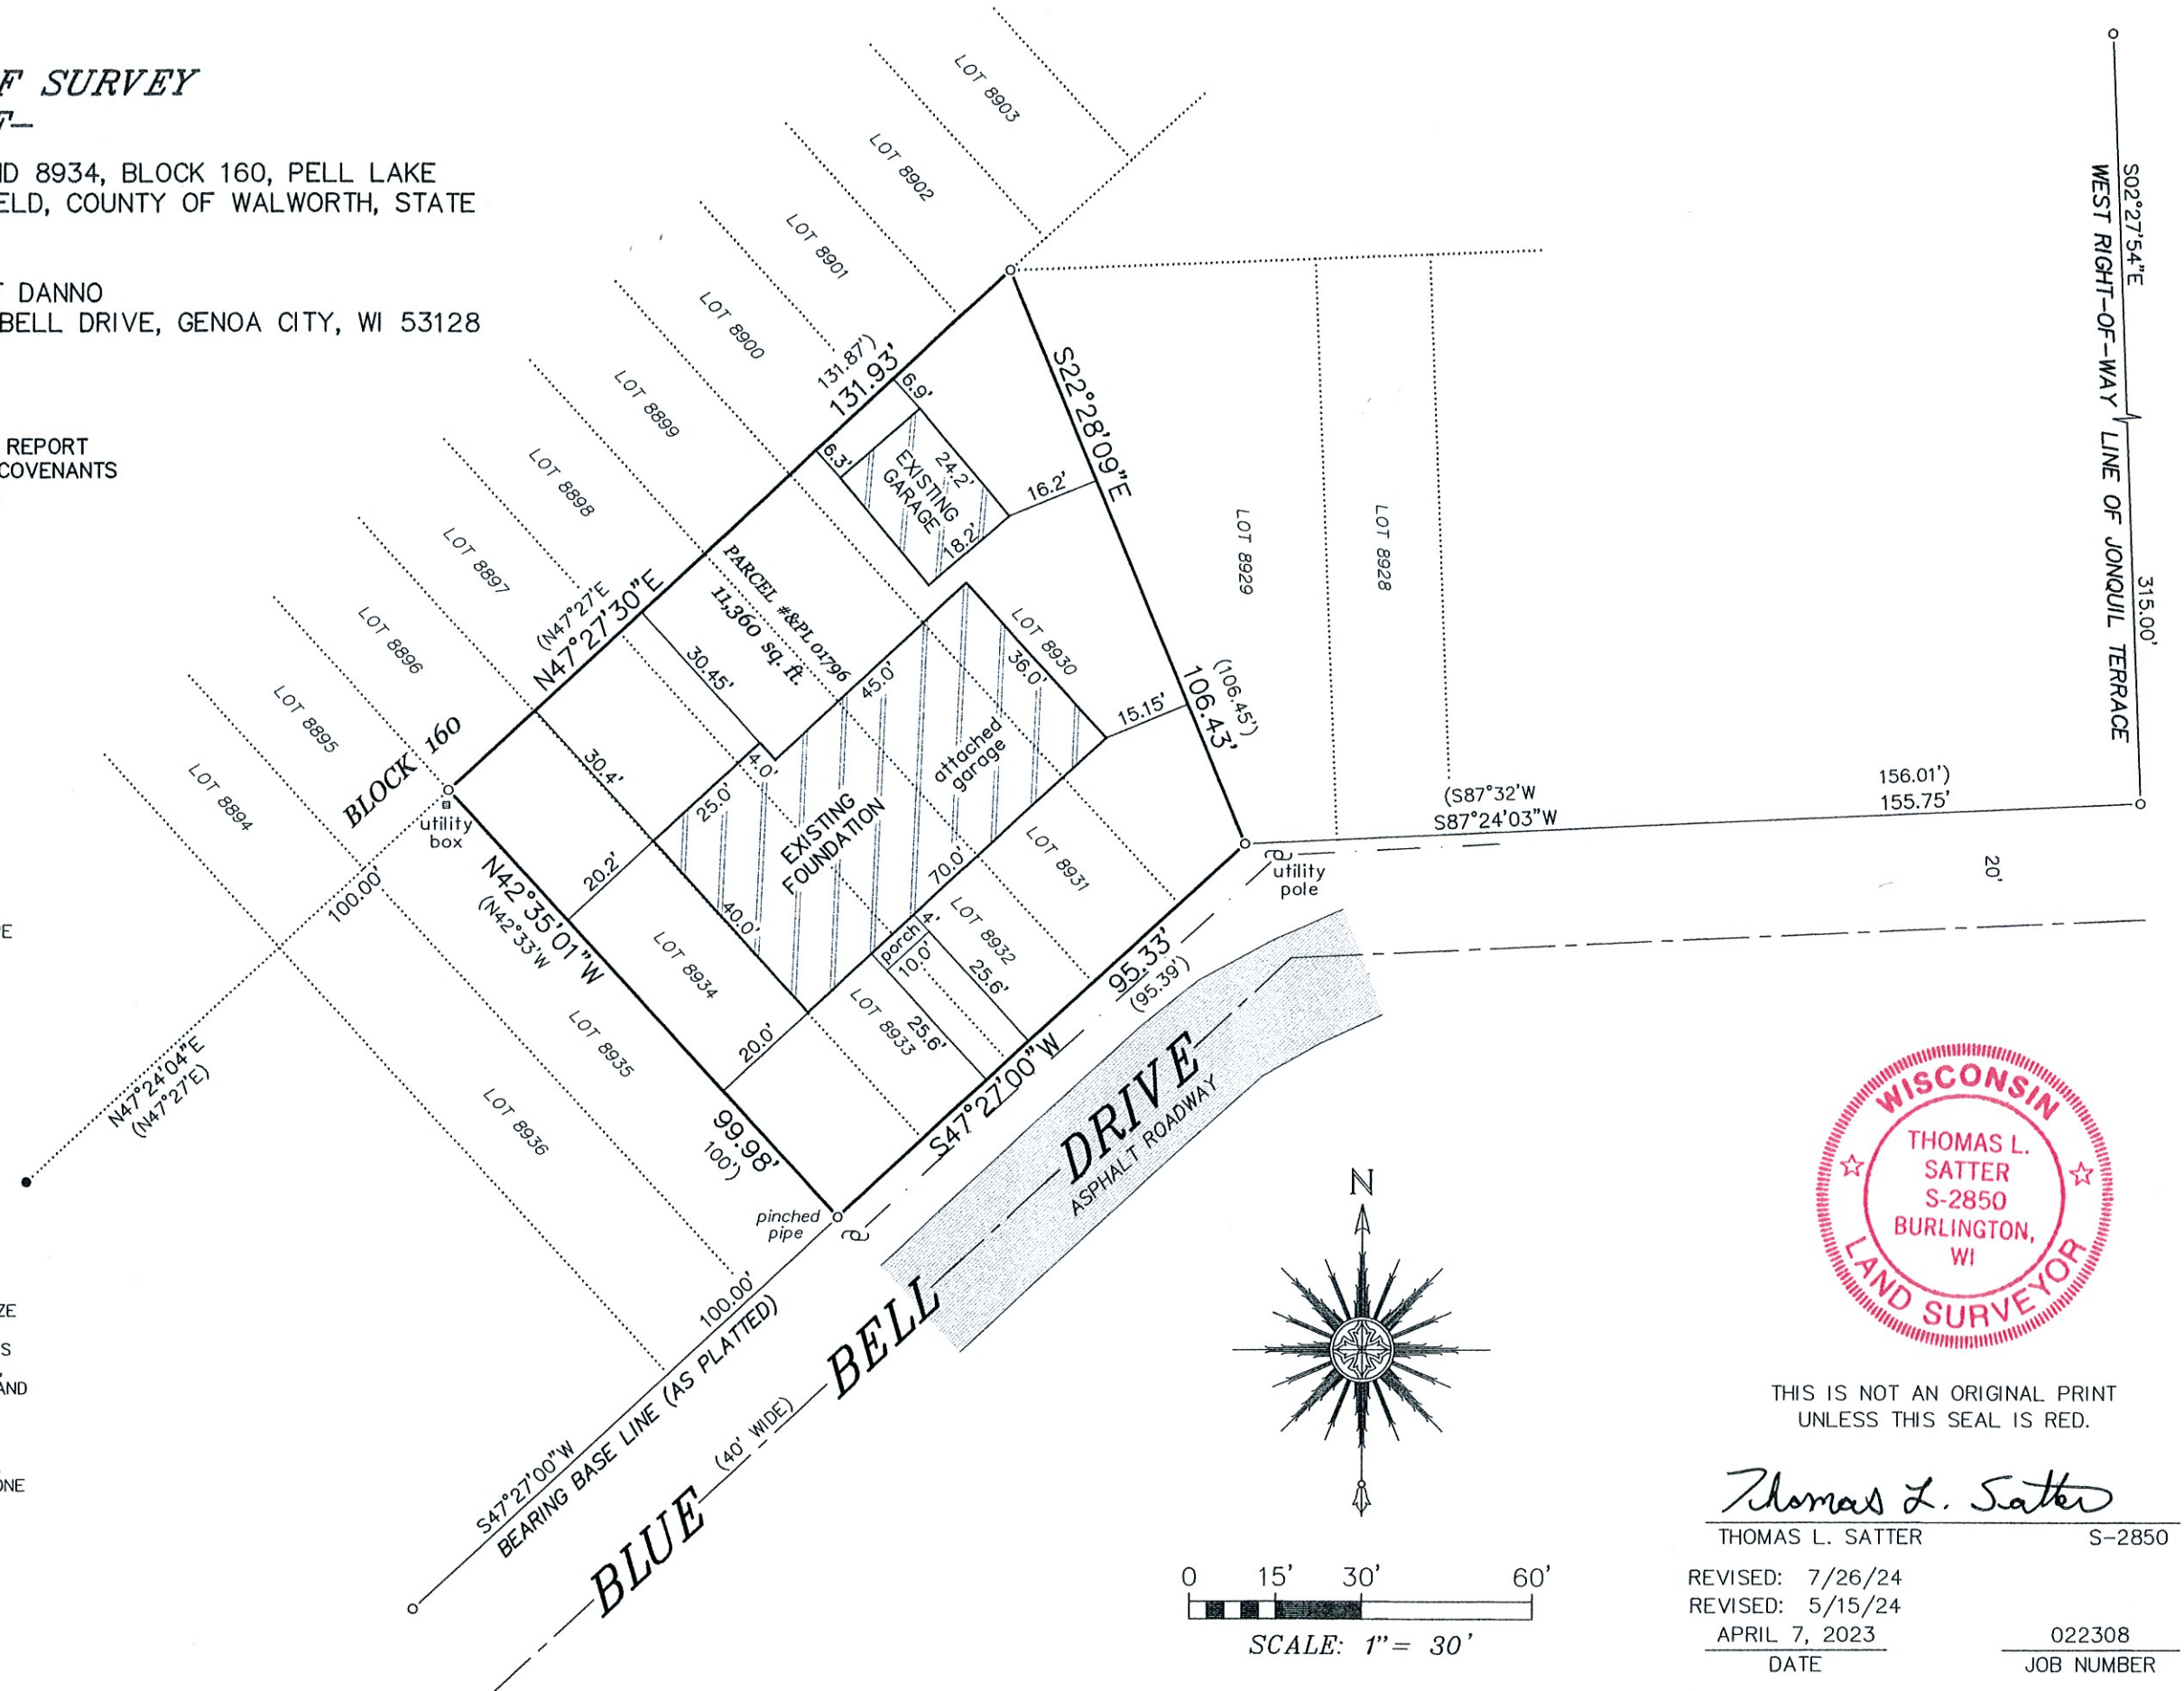 F SURVEY
F-
ND 8934, BLOCK 160, PELL LAKE
ELD, COUNTY OF WALWORTH, STATE
T DANNO
BELL DRIVE, GENOA CITY, WI 53128
REPORT
COVENANTS
E
ZE
S
AND
ONE
LOT 8903
LOT 8902
LOT 8901
LOT 8900
LOT 8899
LOT 8898
LOT 8897
LOT 8896
LOT 8895
LOT 8894
BLOCK 160
utility
box
100.00'
N47°24'04"E
(N47°27'E)
(N47°27'E
N47°27'30"E
131.87')
131.93'
6.9'
6.3'
EXISTING
GARAGE
24.2'
18.2'
16.2'
S22°28'09"E
(106.45')
106.43'
PARCEL #&PL 01796
11,360 sq. ft.
30.45'
30.4'
45.0'
36.0'
4.0'
25.0'
20.2'
40.0'
70.0'
15.15'
LOT 8930
attached
garage
EXISTING
FOUNDATION
LOT 8931
LOT 8932
LOT 8933
LOT 8934
LOT 8935
LOT 8936
porch
4'
10.0'
25.6'
25.6'
20.0'
N42°35'01"W
(N42°33'W
99.98'
100')
S47°27'00"W
95.33'
(95.39')
pinched
pipe
100.00'
S47°27'00"W
BEARING BASE LINE (AS PLATTED)
BLUE
(40' WIDE)
BELL
DRIVE
ASPHALT ROADWAY
utility
pole
LOT 8929
LOT 8928
(S87°32'W
S87°24'03"W
156.01')
155.75'
20'
S02°27'54"E
315.00'
WEST RIGHT-OF-WAY LINE OF JONQUIL TERRACE
N
0 15' 30' 60'
SCALE: 1"= 30'
WISCONSIN
THOMAS L.
SATTER
S-2850
BURLINGTON,
WI
LAND SURVEYOR
THIS IS NOT AN ORIGINAL PRINT
UNLESS THIS SEAL IS RED.
Thomas L. Satter
THOMAS L. SATTER S-2850
REVISED: 7/26/24
REVISED: 5/15/24
APRIL 7, 2023 022308
DATE JOB NUMBER